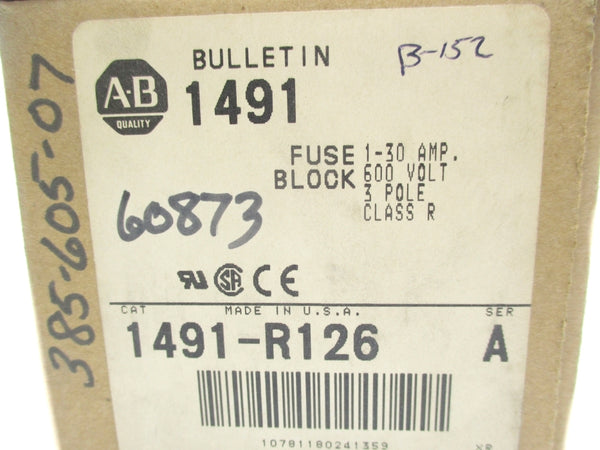 385-605-07
A-B
QUALITY
BULLETIN
1491
B-152
FUSE BLOCK
1-30 AMP.
600 VOLT
3 POLE
CLASS R
60873
CE
CAT
MADE IN U.S.A.
SER
1491-R126
A
10781180241359